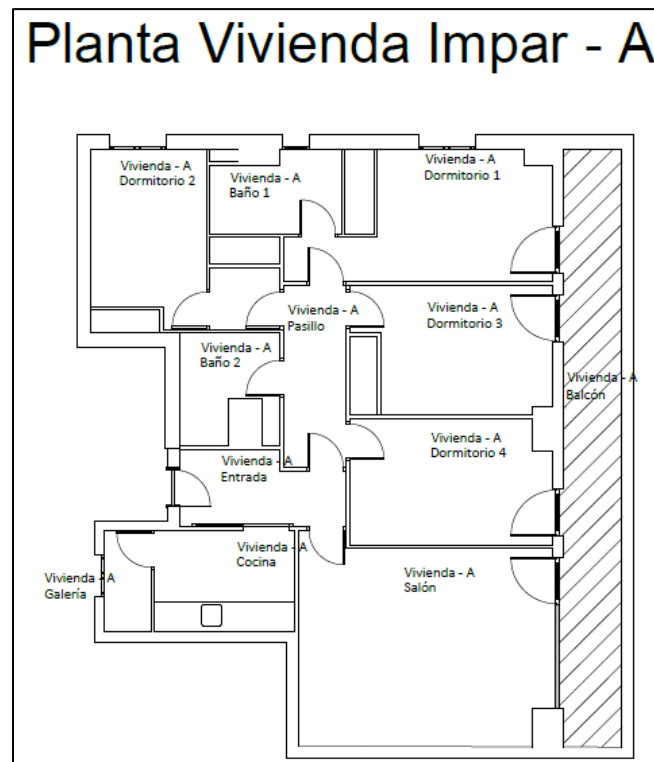 Planta Vivienda Impar - A
Vivienda - A
Dormitorio 2
Vivienda - A
Baño 1
Vivienda - A
Dormitorio 1
Vivienda - A
Pasillo
Vivienda - A
Dormitorio 3
Vivienda - A
Baño 2
Vivienda - A
Balcón
Vivienda - A
Dormitorio 4
Vivienda - A
Entrada
Vivienda - A
Cocina
Vivienda - A
Galería
Vivienda - A
Salón